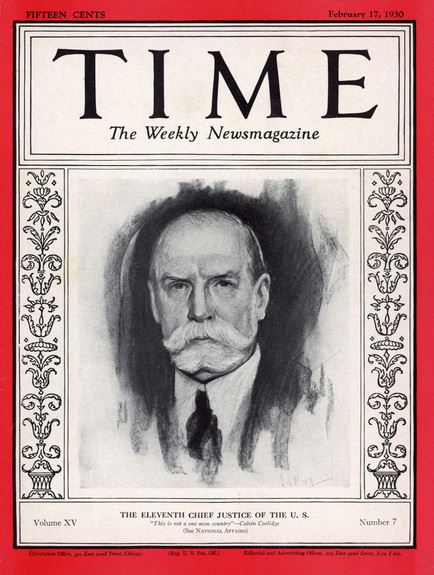 FIFTEEN CENTS
February 17, 1930
TIME
The Weekly Newsmagazine
THE ELEVENTH CHIEF JUSTICE OF THE U. S.
"This is not a one man country"—Calvin Coolidge
(See NATIONAL AFFAIRS)
Volume XV
Number 7
Circulation Office, 350 East 22nd Street, Chicago
(Reg. U. S. Pat. Off.)
Editorial and Advertising Offices, 205 East 42nd Street, New York.